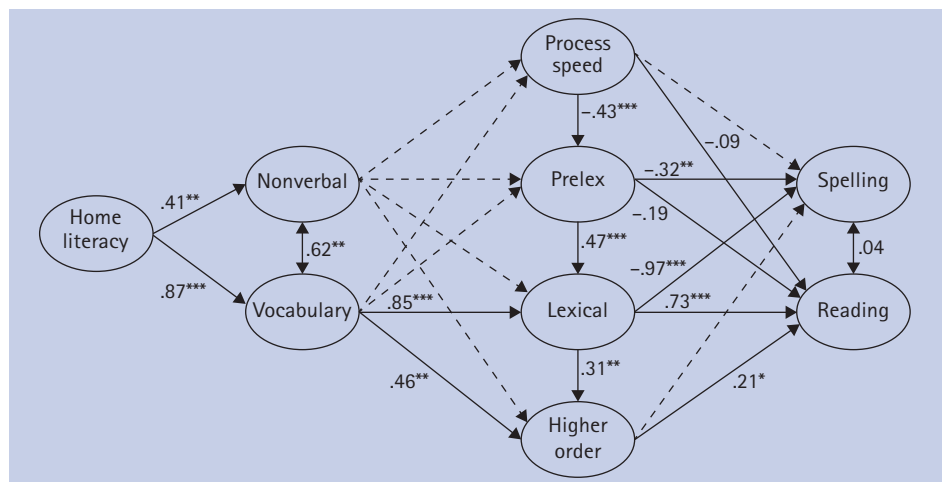 Process
speed
–.43***
–.09
Nonverbal
Prelex
–.32**
Spelling
.41**
–.19
Home
literacy
.62**
.47***
.04
.87***
–.97***
Vocabulary
.85***
Lexical
.73***
Reading
.46**
.31**
.21*
Higher
order